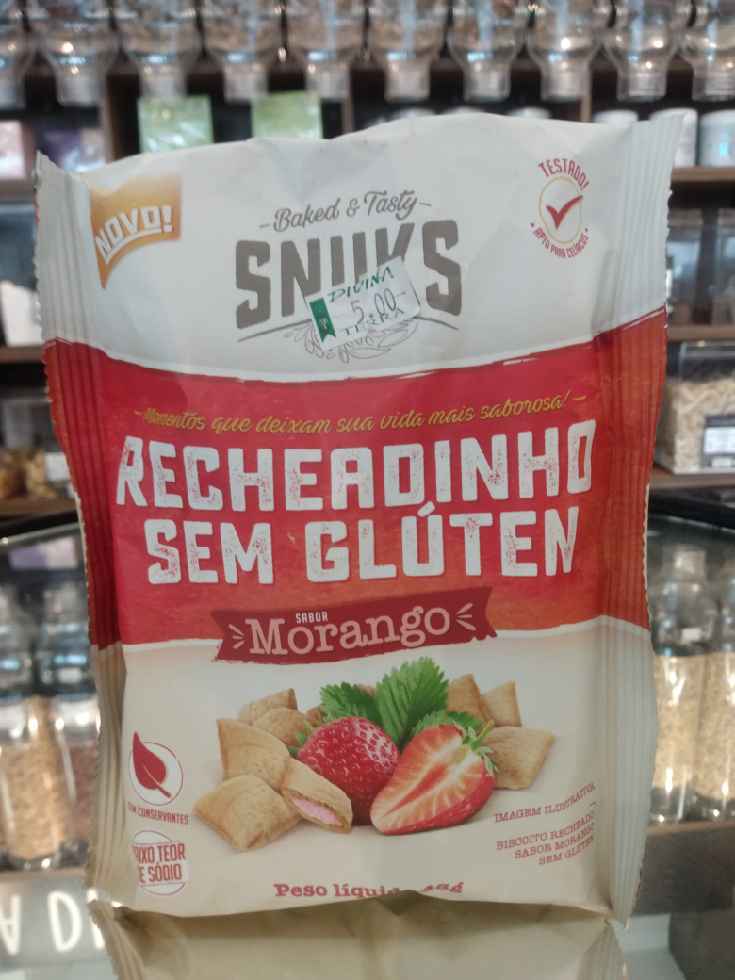 NOVO!
Baked & Tasty
SNUKS
TESTADO!
APTO PARA CELÍACOS
DIVINA
5,00
Alimentos que deixam sua vida mais saborosa!
RECHEADINHO
SEM GLÚTEN
SABOR
Morango
SEM CONSERVANTES
BAIXO TEOR
DE SÓDIO
IMAGEM ILUSTRATIVA
BISCOITO RECHEADO
SABOR MORANGO
SEM GLÚTEN
Peso líquido